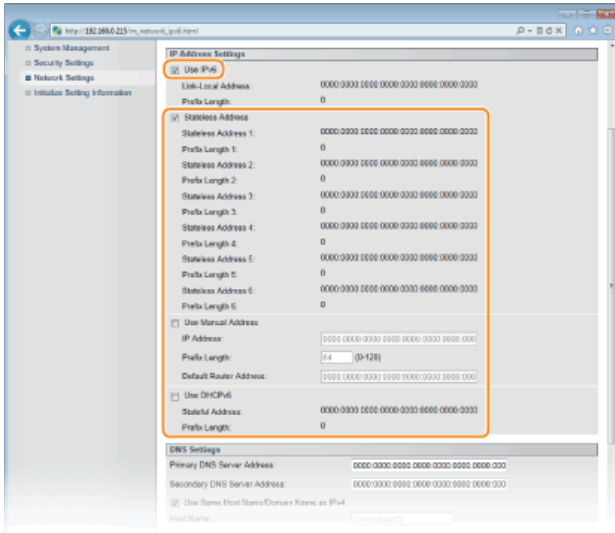 http://192.168.0.215/m_network_ipv6.html
System Management
Security Settings
Network Settings
Initialize Setting Information
IP Address Settings
Use IPv6
Link-Local Address: 0000:0000:0000:0000:0000:0000:0000:0000
Prefix Length: 0
Stateless Address
Stateless Address 1: 0000:0000:0000:0000:0000:0000:0000:0000
Prefix Length 1: 0
Stateless Address 2: 0000:0000:0000:0000:0000:0000:0000:0000
Prefix Length 2: 0
Stateless Address 3: 0000:0000:0000:0000:0000:0000:0000:0000
Prefix Length 3: 0
Stateless Address 4: 0000:0000:0000:0000:0000:0000:0000:0000
Prefix Length 4: 0
Stateless Address 5: 0000:0000:0000:0000:0000:0000:0000:0000
Prefix Length 5: 0
Stateless Address 6: 0000:0000:0000:0000:0000:0000:0000:0000
Prefix Length 6: 0
Use Manual Address
IP Address: 0000:0000:0000:0000:0000:0000:0000:000
Prefix Length: 64 (0-128)
Default Router Address: 0000:0000:0000:0000:0000:0000:0000:000
Use DHCPv6
Stateful Address: 0000:0000:0000:0000:0000:0000:0000:0000
Prefix Length: 0
DNS Settings
Primary DNS Server Address: 0000:0000:0000:0000:0000:0000:0000:000
Secondary DNS Server Address: 0000:0000:0000:0000:0000:0000:0000:000
Use Same Host Name/Domain Name as IPv4
Host Name: